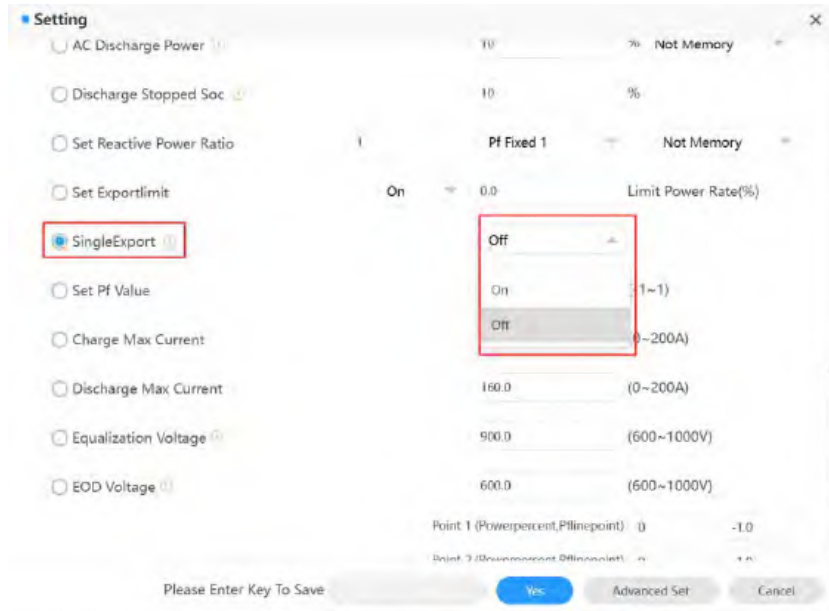 Setting ×
AC Discharge Power 10 % Not Memory
Discharge Stopped Soc 10 %
Set Reactive Power Ratio 1 Pf Fixed 1 Not Memory
Set Exportlimit On 0.0 Limit Power Rate(%)
SingleExport Off
On
Off
Set Pf Value 1~1)
Charge Max Current 0~200A)
Discharge Max Current 160.0 (0~200A)
Equalization Voltage 900.0 (600~1000V)
EOD Voltage 600.0 (600~1000V)
Point 1 (Powerpercent,Pflinepoint) 0 -1.0
Please Enter Key To Save Yes Advanced Set Cancel